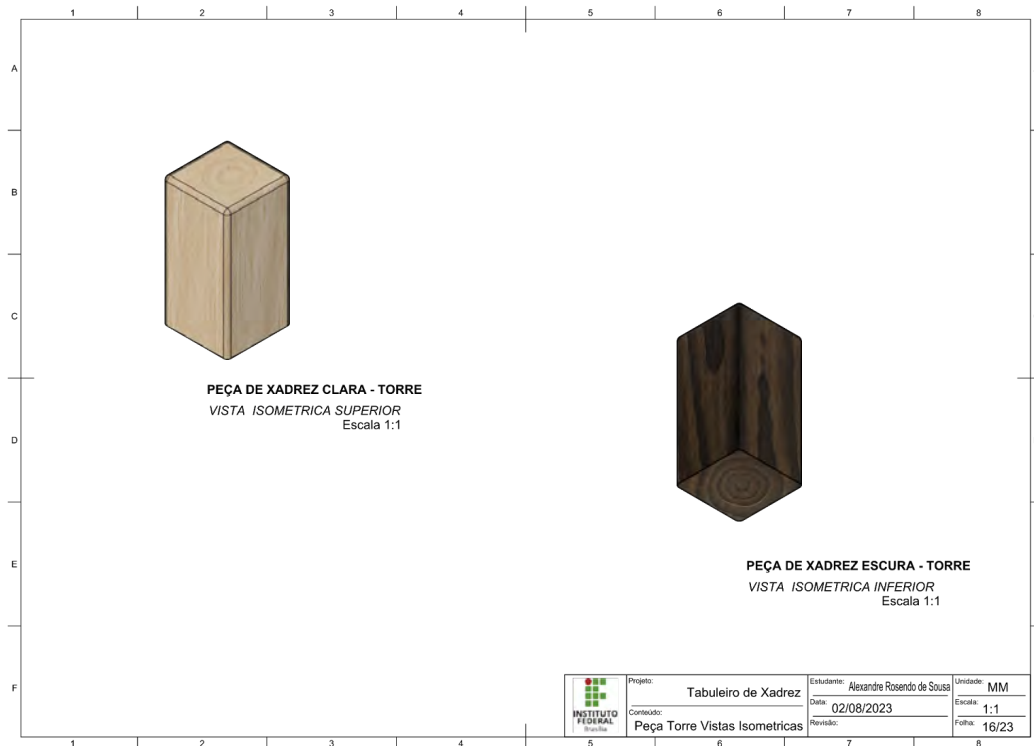 1 2 3 4 5 6 7 8
A
B
C
D
E
F
PEÇA DE XADREZ CLARA - TORRE
VISTA ISOMETRICA SUPERIOR
Escala 1:1
PEÇA DE XADREZ ESCURA - TORRE
VISTA ISOMETRICA INFERIOR
Escala 1:1
INSTITUTO
FEDERAL
Brasília
Projeto:
Tabuleiro de Xadrez
Conteúdo:
Peça Torre Vistas Isometricas
Estudante: Alexandre Rosendo de Sousa
Data: 02/08/2023
Revisão:
Unidade: MM
Escala: 1:1
Folha: 16/23
1 2 3 4 5 6 7 8